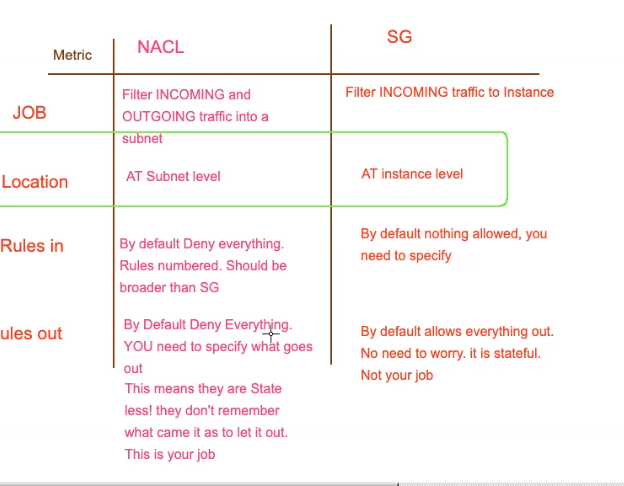 Metric
NACL
SG
JOB
Filter INCOMING and
OUTGOING traffic into a
subnet
Filter INCOMING traffic to Instance
Location
AT Subnet level
AT instance level
Rules in
By default Deny everything.
Rules numbered. Should be
broader than SG
By default nothing allowed, you
need to specify
ules out
By Default Deny Everything.
YOU need to specify what goes
out
This means they are State
less! they don't remember
what came it as to let it out.
This is your job
By default allows everything out.
No need to worry. it is stateful.
Not your job